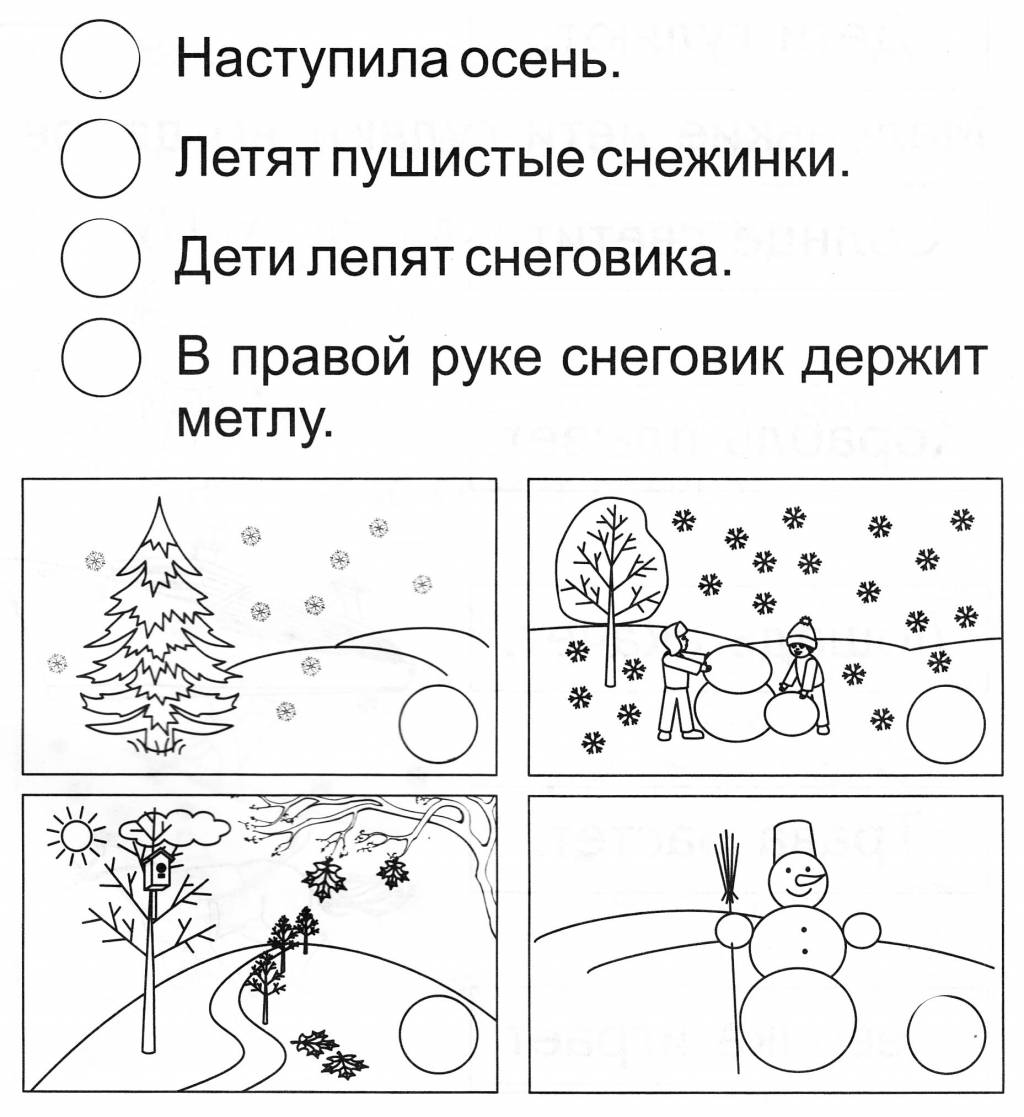 Наступила осень.
Летят пушистые снежинки.
Дети лепят снеговика.
В правой руке снеговик держит
метлу.